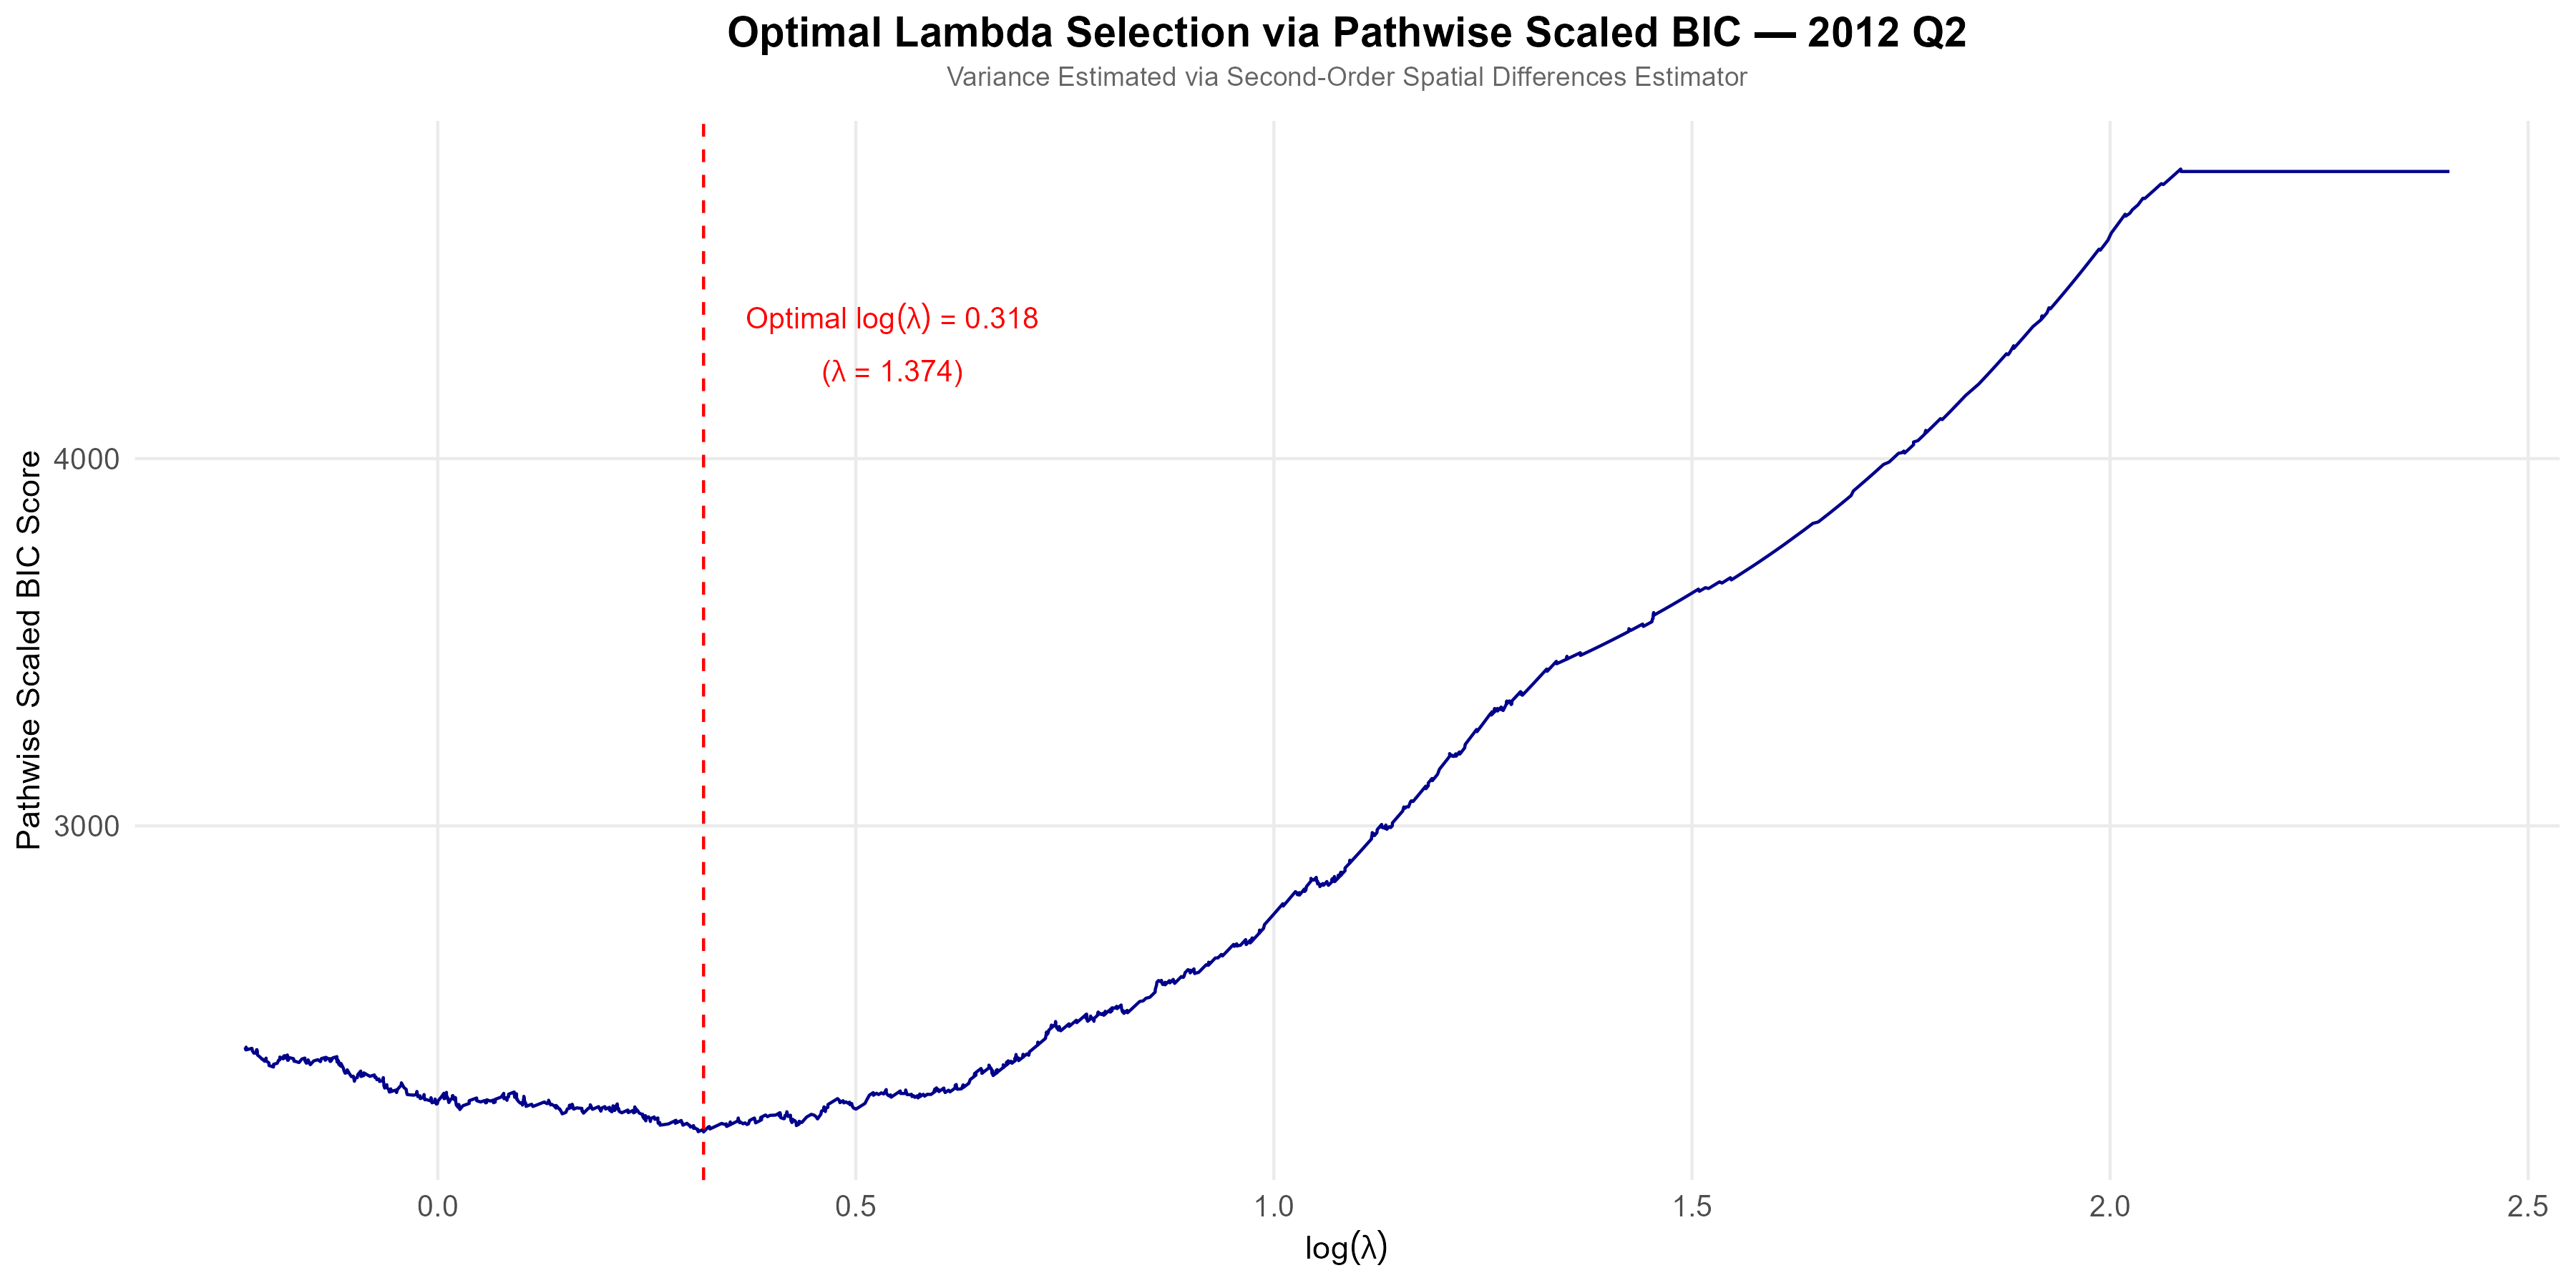 Optimal Lambda Selection via Pathwise Scaled BIC — 2012 Q2
Variance Estimated via Second-Order Spatial Differences Estimator
Optimal log(λ) = 0.318
(λ = 1.374)
Pathwise Scaled BIC Score
4000
3000
0.0
0.5
1.0
1.5
2.0
2.5
log(λ)